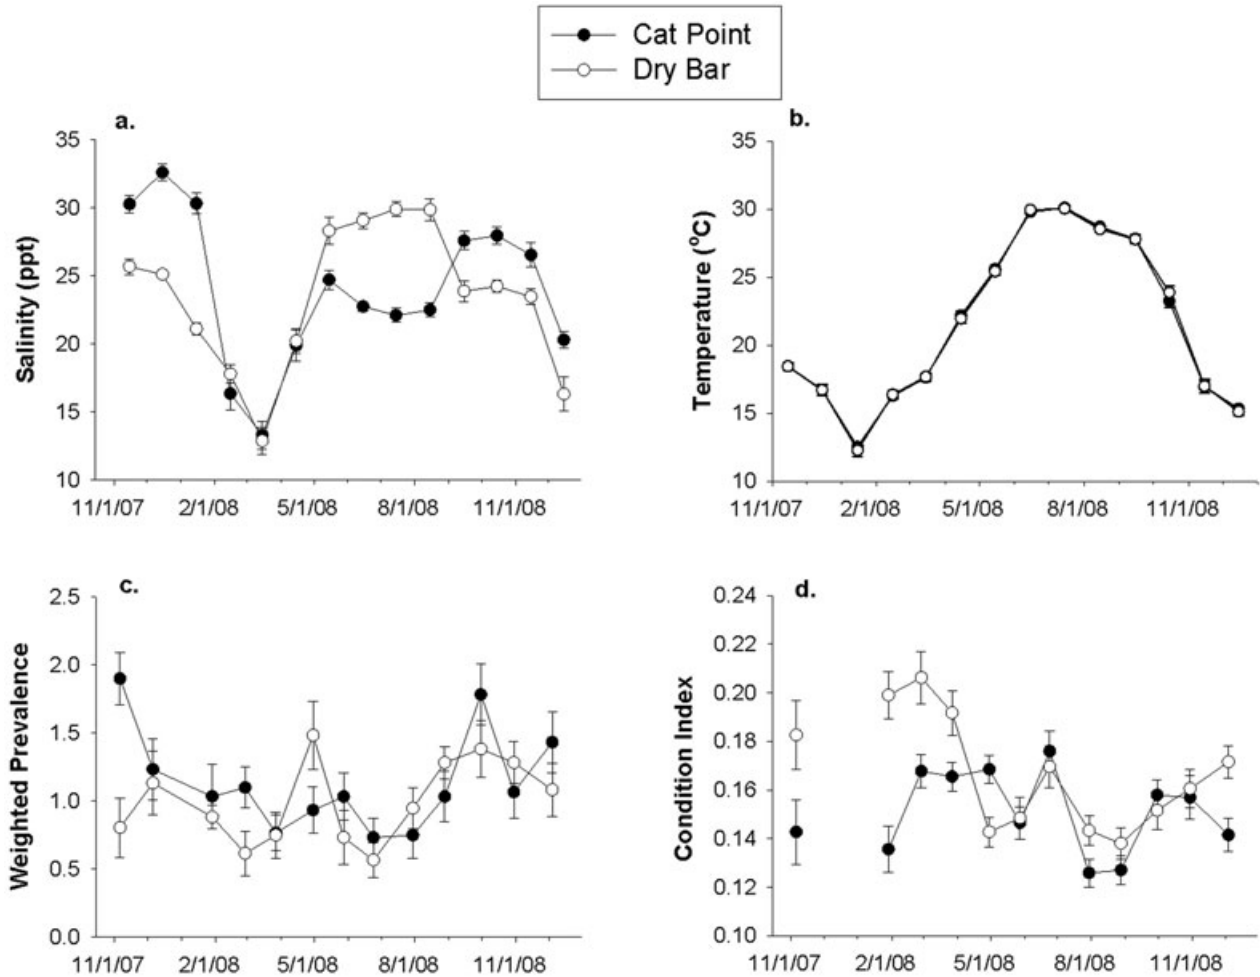 Cat Point
Dry Bar
a.
35
30
25
20
15
10
Salinity (ppt)
11/1/07 2/1/08 5/1/08 8/1/08 11/1/08
b.
35
30
25
20
15
10
Temperature (°C)
11/1/07 2/1/08 5/1/08 8/1/08 11/1/08
c.
2.5
2.0
1.5
1.0
0.5
0.0
Weighted Prevalence
11/1/07 2/1/08 5/1/08 8/1/08 11/1/08
d.
0.24
0.22
0.20
0.18
0.16
0.14
0.12
0.10
Condition Index
11/1/07 2/1/08 5/1/08 8/1/08 11/1/08